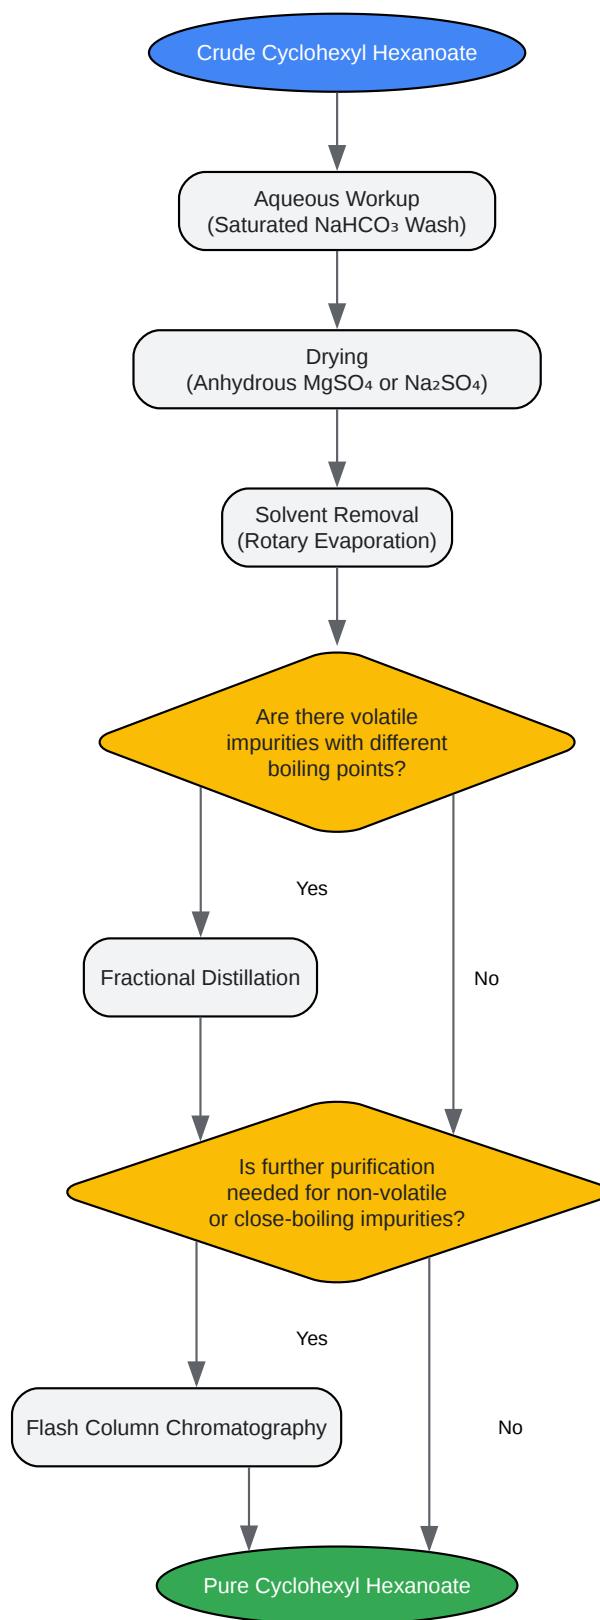 Crude Cyclohexyl Hexanoate
Aqueous Workup
(Saturated NaHCO₃ Wash)
Drying
(Anhydrous MgSO₄ or Na₂SO₄)
Solvent Removal
(Rotary Evaporation)
Are there volatile
impurities with different
boiling points?
Yes
Fractional Distillation
No
Is further purification
needed for non-volatile
or close-boiling impurities?
Yes
Flash Column Chromatography
No
Pure Cyclohexyl Hexanoate